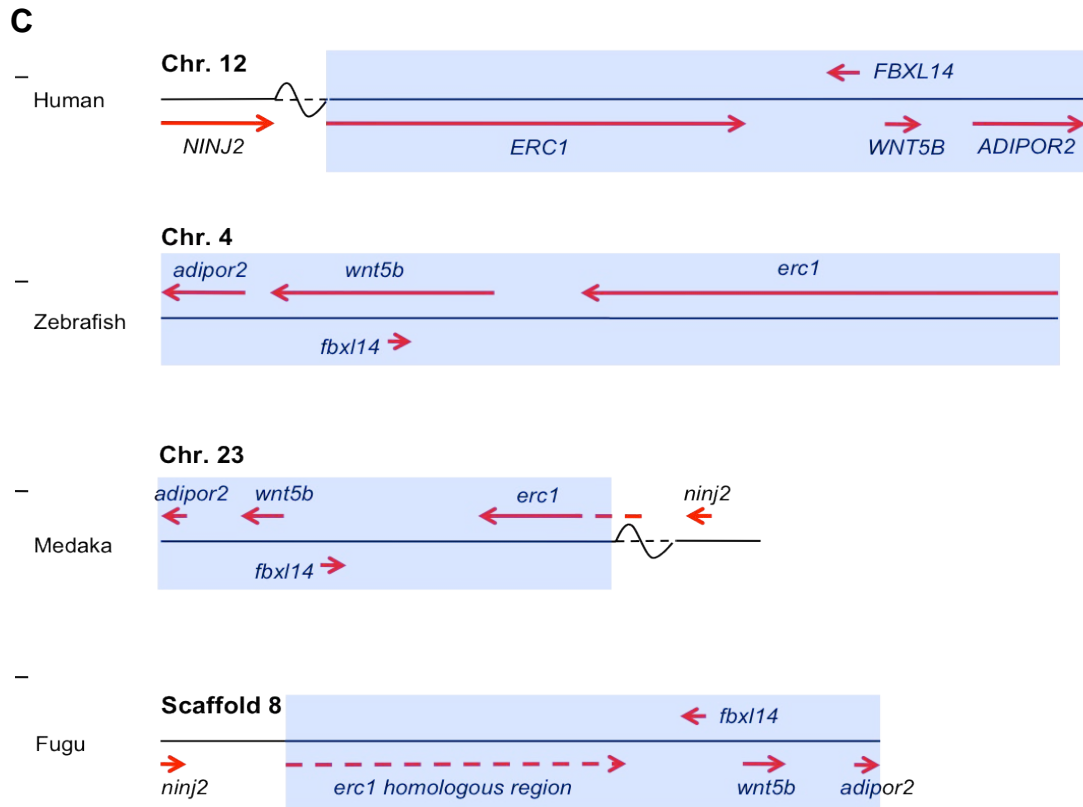 C
Chr. 12
FBXL14
Human
NINJ2
ERC1
WNT5B
ADIPOR2
Chr. 4
adipor2
wnt5b
erc1
Zebrafish
fbxl14
Chr. 23
adipor2
wnt5b
erc1
ninj2
Medaka
fbxl14
Scaffold 8
fbxl14
Fugu
ninj2
erc1 homologous region
wnt5b
adipor2